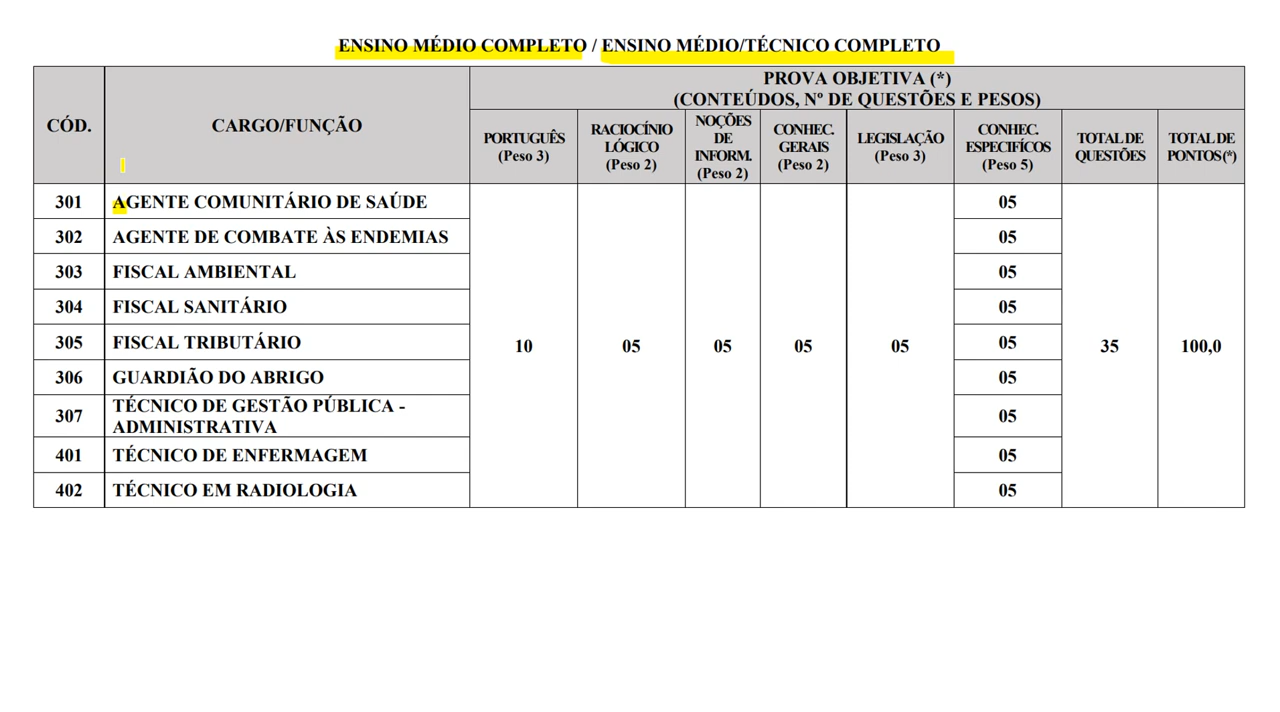 ENSINO MÉDIO COMPLETO / ENSINO MÉDIO/TÉCNICO COMPLETO
CÓD.
CARGO/FUNÇÃO
PROVA OBJETIVA (*)
(CONTEÚDOS, Nº DE QUESTÕES E PESOS)
PORTUGUÊS
(Peso 3)
RACIOCÍNIO
LÓGICO
(Peso 2)
NOÇÕES
DE
INFORM.
(Peso 2)
CONHEC.
GERAIS
(Peso 2)
LEGISLAÇÃO
(Peso 3)
CONHEC.
ESPECIFÍCOS
(Peso 5)
TOTAL DE
QUESTÕES
TOTAL DE
PONTOS(*)
301 AGENTE COMUNITÁRIO DE SAÚDE 05
302 AGENTE DE COMBATE ÀS ENDEMIAS 05
303 FISCAL AMBIENTAL 05
304 FISCAL SANITÁRIO 05
305 FISCAL TRIBUTÁRIO 10 05 05 05 05 05 35 100,0
306 GUARDIÃO DO ABRIGO 05
307 TÉCNICO DE GESTÃO PÚBLICA -
ADMINISTRATIVA 05
401 TÉCNICO DE ENFERMAGEM 05
402 TÉCNICO EM RADIOLOGIA 05